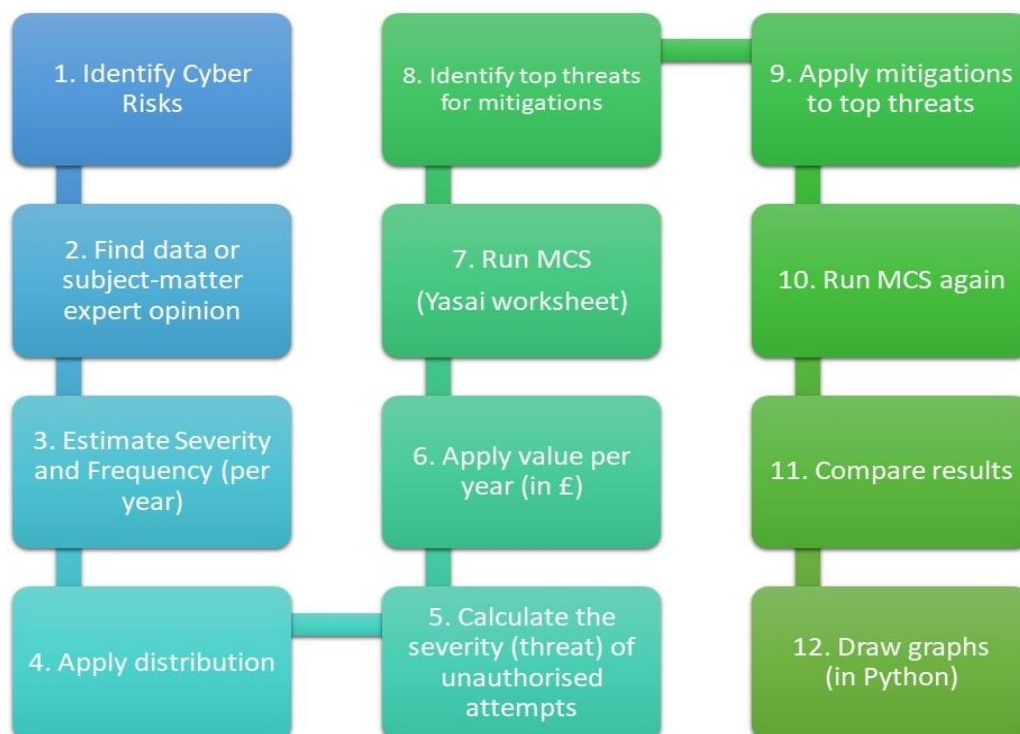 1. Identify Cyber
Risks
2. Find data or
subject-matter
expert opinion
3. Estimate Severity
and Frequency (per
year)
4. Apply distribution
5. Calculate the
severity (threat) of
unauthorised
attempts
6. Apply value per
year (in £)
7. Run MCS
(Yasai worksheet)
8. Identify top threats
for mitigations
9. Apply mitigations
to top threats
10. Run MCS again
11. Compare results
12. Draw graphs
(in Python)